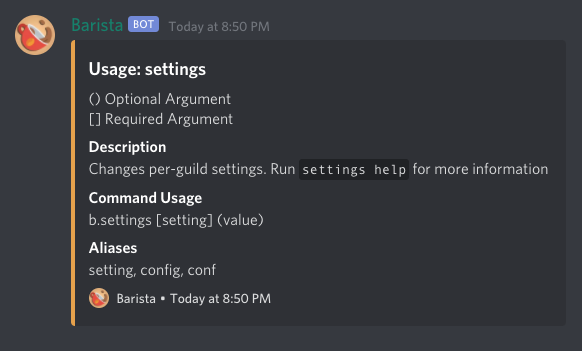 Barista BOT Today at 8:50 PM
Usage: settings
() Optional Argument
[] Required Argument
Description
Changes per-guild settings. Run settings help for more information
Command Usage
b.settings [setting] (value)
Aliases
setting, config, conf
Barista • Today at 8:50 PM